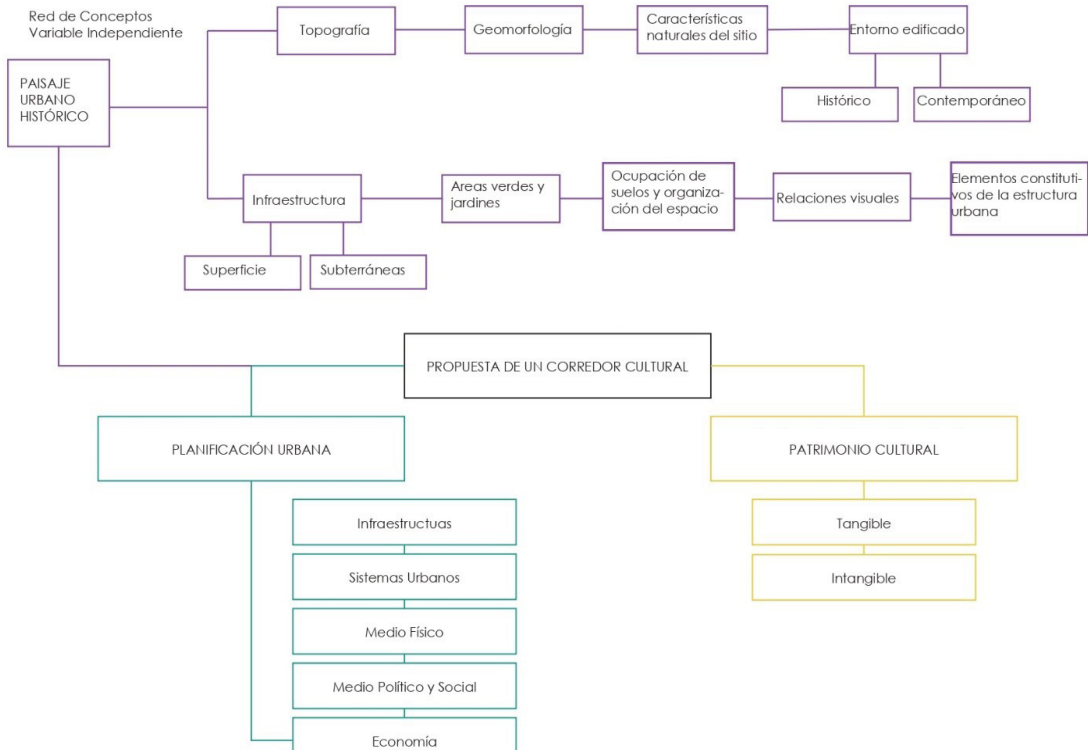 Red de Conceptos
Variable Independiente
PAISAJE
URBANO
HISTÓRICO
Topografía
Geomorfología
Características
naturales del sitio
Entorno edificado
Histórico
Contemporáneo
Infraestructura
Areas verdes y
jardines
Ocupación de
suelos y organiza-
ción del espacio
Relaciones visuales
Elementos constituti-
vos de la estructura
urbana
Superficie
Subterráneas
PROPUESTA DE UN CORREDOR CULTURAL
PLANIFICACIÓN URBANA
PATRIMONIO CULTURAL
Infraestructuas
Sistemas Urbanos
Medio Físico
Medio Político y Social
Economía
Tangible
Intangible